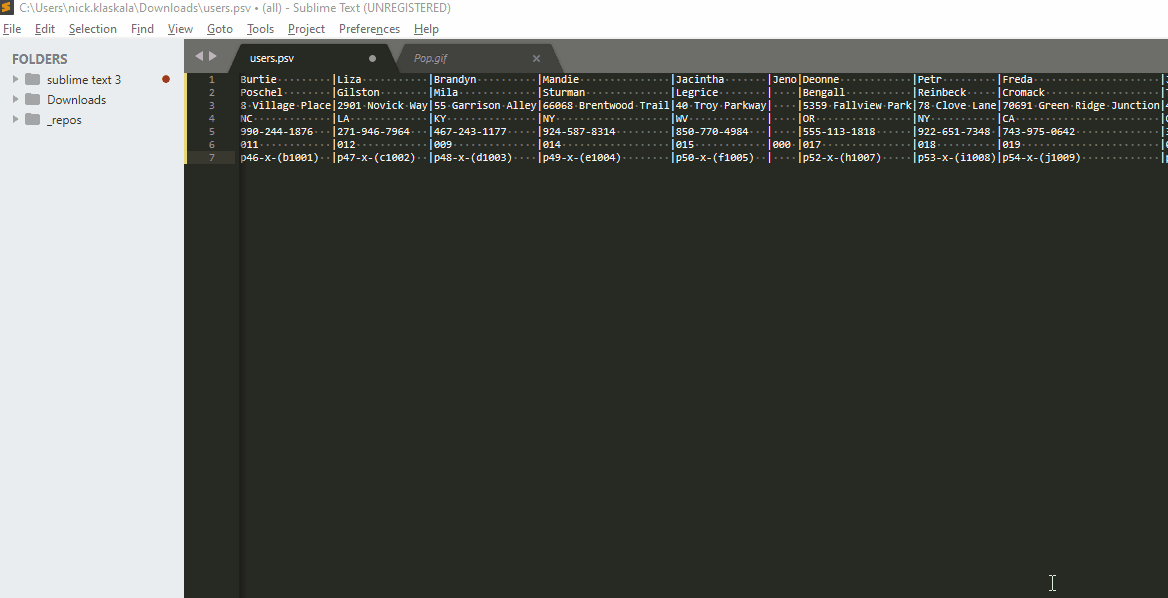 C:\Users\nick.klaskala\Downloads\users.psv • (all) - Sublime Text (UNREGISTERED)
File Edit Selection Find View Goto Tools Project Preferences Help
FOLDERS
sublime text 3
Downloads
_repos
users.psv Pop.gif
1 Burtie |Liza |Brandyn |Mandie |Jacintha |Jeno|Deonne |Petr |Freda |
2 Poschel |Gilston |Mila |Sturman |Legrice | |Bengall |Reinbeck |Cromack |
3 8 Village Place|2901 Novick Way|55 Garrison Alley|66068 Brentwood Trail|40 Troy Parkway| |5359 Fallview Park|78 Clove Lane|70691 Green Ridge Junction|
4 NC |LA |KY |NY |WV | |OR |NY |CA |
5 990-244-1876 |271-946-7964 |467-243-1177 |924-587-8314 |850-770-4984 | |555-113-1818 |922-651-7348|743-975-0642 |
6 011 |012 |009 |014 |015 |000 |017 |018 |019 |
7 p46-x-(b1001) |p47-x-(c1002) |p48-x-(d1003) |p49-x-(e1004) |p50-x-(f1005) | |p52-x-(h1007) |p53-x-(i1008)|p54-x-(j1009) |